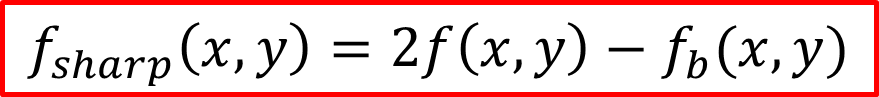 f_sharp(x, y) = 2f(x, y) − f_b(x, y)